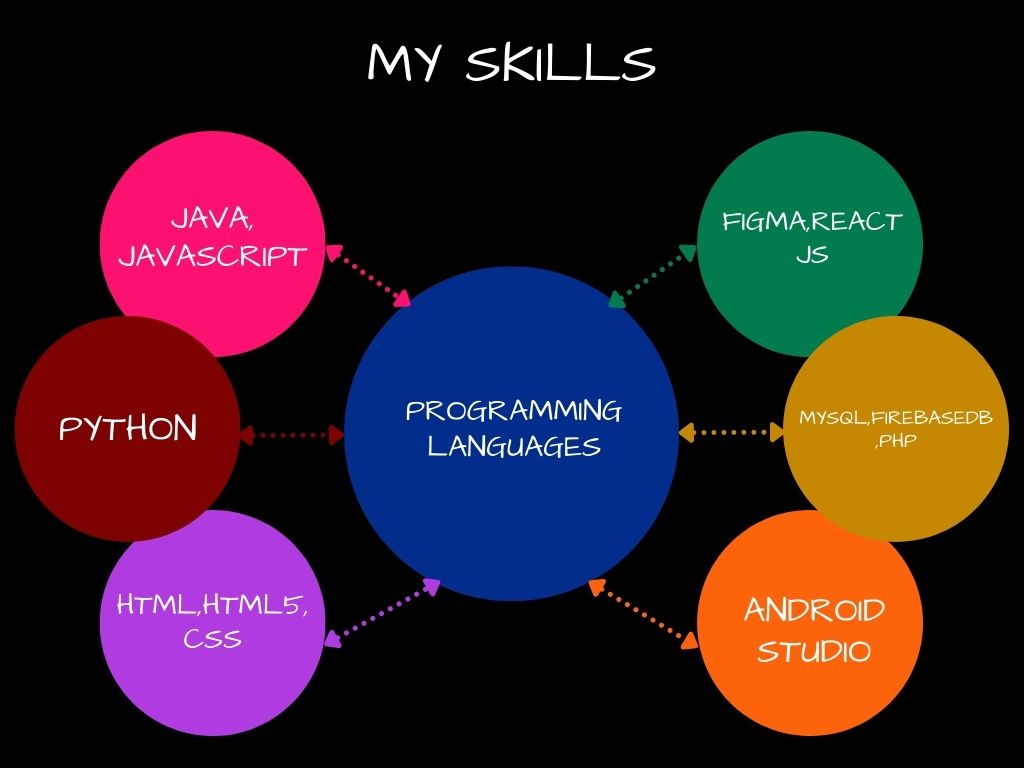 MY SKILLS
JAVA,
JAVASCRIPT
FIGMA,REACT
JS
PROGRAMMING
LANGUAGES
PYTHON
MYSQL,FIREBASEDB
,PHP
HTML,HTML5,
CSS
ANDROID
STUDIO